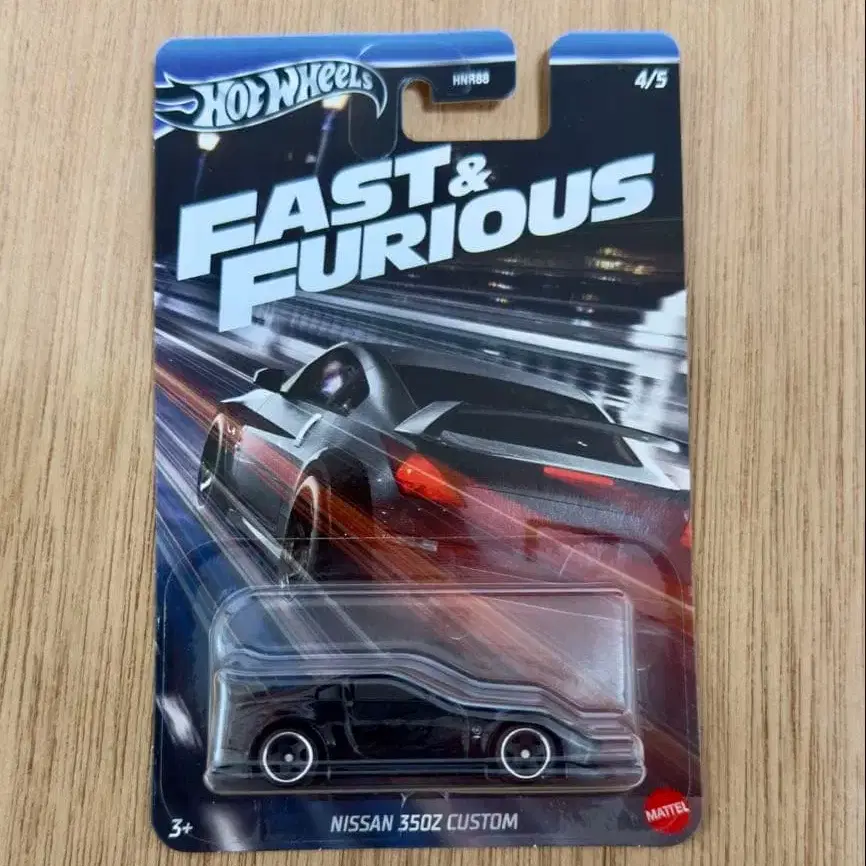 HOT WHEELS
HNR88
4/5
FAST &
FURIOUS
3+
NISSAN 350Z CUSTOM
MATTEL